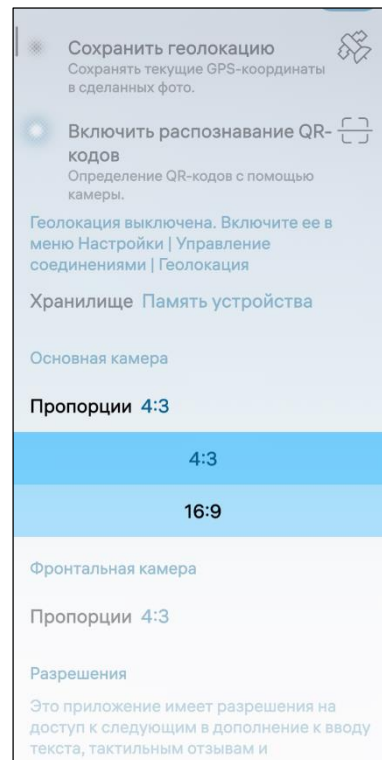 Сохранить геолокацию
Сохранять текущие GPS-координаты
в сделанных фото.
Включить распознавание QR-
кодов
Определение QR-кодов с помощью
камеры.
Геолокация выключена. Включите ее в
меню Настройки | Управление
соединениями | Геолокация
Хранилище Память устройства
Основная камера
Пропорции 4:3
4:3
16:9
Фронтальная камера
Пропорции 4:3
Разрешения
Это приложение имеет разрешения на
доступ к следующим в дополнение к вводу
текста, тактильным отзывам и